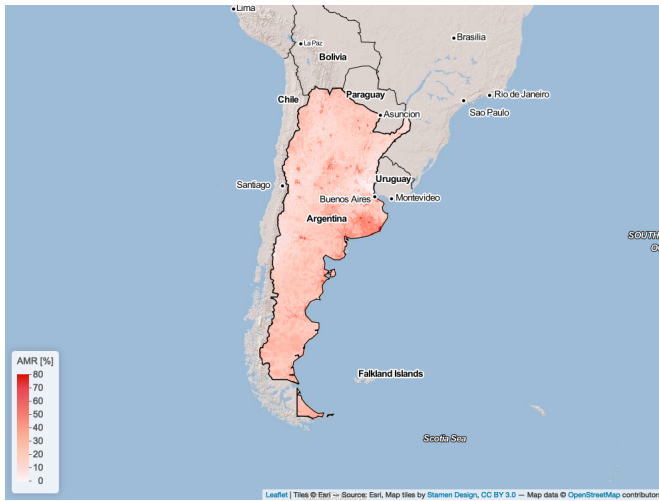 Lima
La Paz
Bolivia
Brasilia
Chile
Paraguay
Rio de Janeiro
Asuncion
Sao Paulo
Santiago
Uruguay
Buenos Aires
Montevideo
Argentina
SOUTH
Falkland Islands
Scotia Sea
AMR [%]
80
70
60
50
40
30
20
10
0
Leaflet | Tiles © Esri — Source: Esri, Map tiles by Stamen Design, CC BY 3.0 — Map data © OpenStreetMap contributor